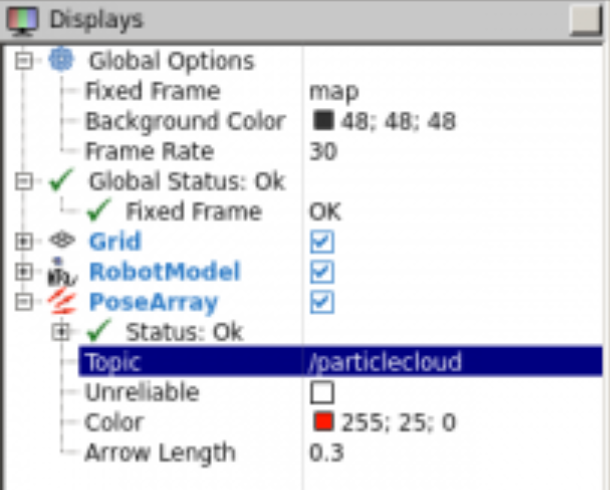 Displays
Global Options
Fixed Frame map
Background Color 48; 48; 48
Frame Rate 30
Global Status: Ok
Fixed Frame OK
Grid
RobotModel
PoseArray
Status: Ok
Topic /particlecloud
Unreliable
Color 255; 25; 0
Arrow Length 0.3